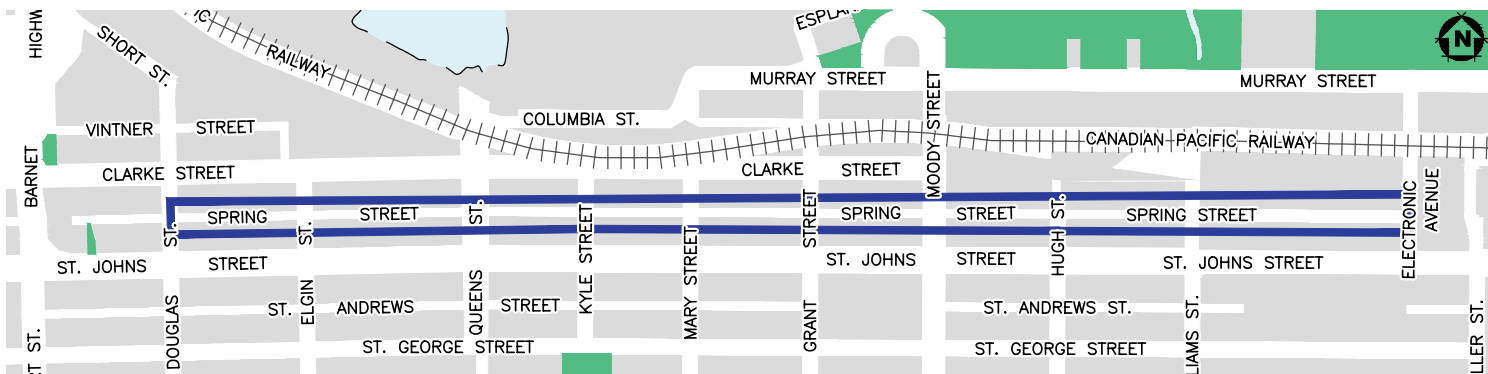 HIGHW
SHORT ST.
RAILWAY
ESPLAN
N
MURRAY STREET
MURRAY STREET
VINTNER STREET
COLUMBIA ST.
MOODY STREET
CANADIAN PACIFIC RAILWAY
BARNET
CLARKE STREET
CLARKE STREET
SPRING STREET
ST.
SPRING STREET
SPRING STREET
ELECTRONIC AVENUE
ST. JOHNS STREET
ST. JOHNS STREET
ST. JOHNS STREET
DOUGLAS ST.
ELGIN ST.
QUEENS
KYLE STREET
MARY STREET
GRANT STREET
HUGH ST.
ST. ANDREWS STREET
ST. ANDREWS ST.
ST. GEORGE STREET
ST. GEORGE STREET
RT ST.
LIAMS ST.
LLER ST.